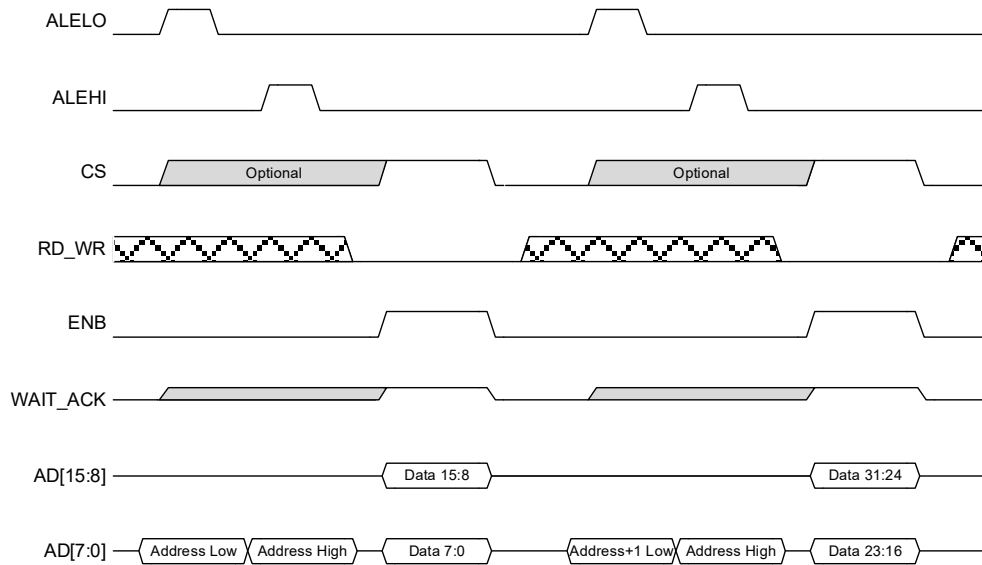 ALELO
ALEHI
CS Optional Optional
RD_WR
ENB
WAIT_ACK
AD[15:8] Data 15:8 Data 31:24
AD[7:0] Address Low Address High Data 7:0 Address+1 Low Address High Data 23:16